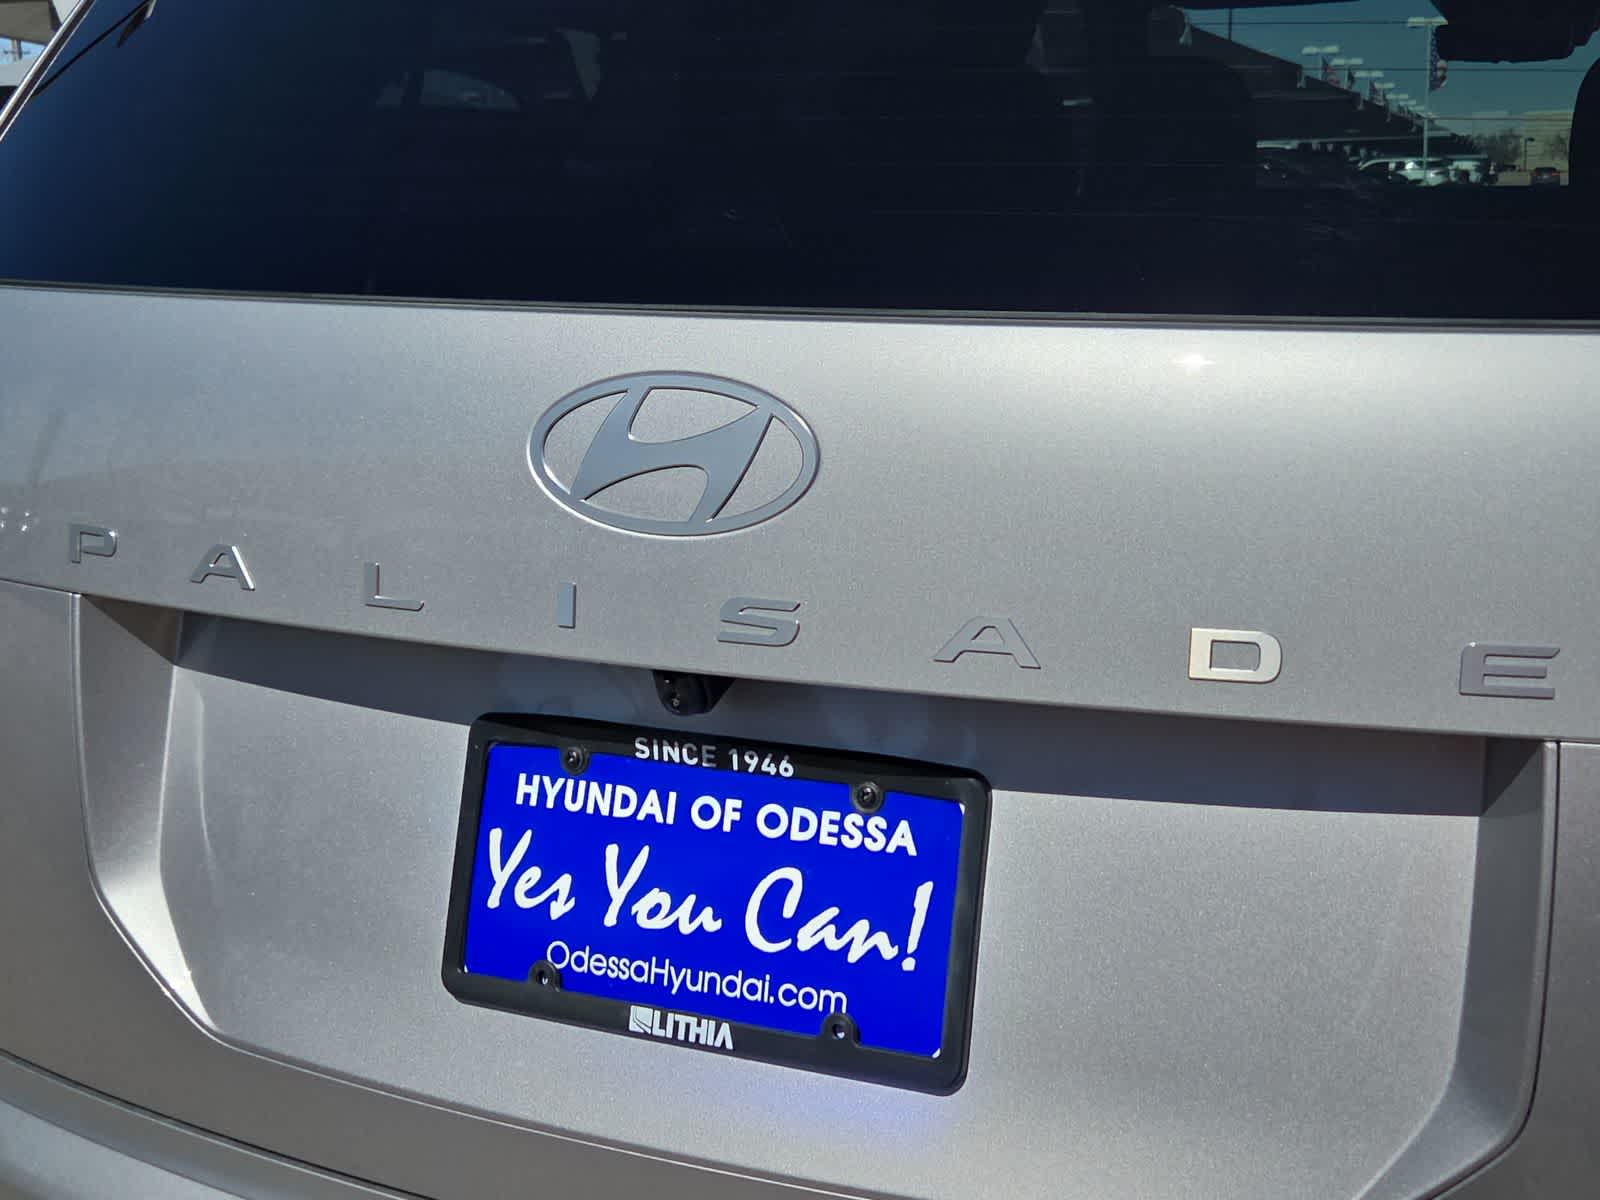 PALISADE
SINCE 1946
HYUNDAI OF ODESSA
Yes You Can!
OdessaHyundai.com
LITHIA